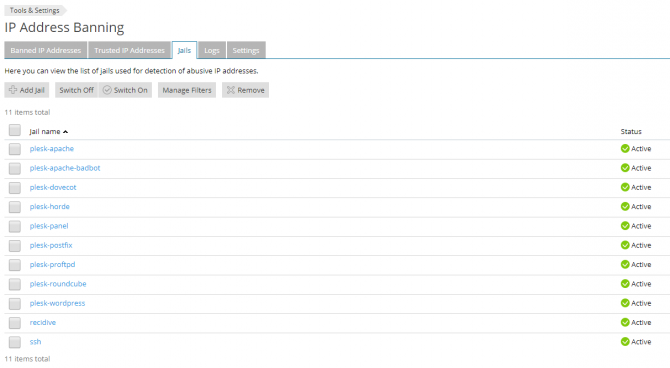 Tools & Settings
IP Address Banning
Banned IP Addresses Trusted IP Addresses Jails Logs Settings
Here you can view the list of jails used for detection of abusive IP addresses.
Add Jail Switch Off Switch On Manage Filters Remove
11 items total
Jail name Status
plesk-apache Active
plesk-apache-badbot Active
plesk-dovecot Active
plesk-horde Active
plesk-panel Active
plesk-postfix Active
plesk-proftpd Active
plesk-roundcube Active
plesk-wordpress Active
recidive Active
ssh Active
11 items total